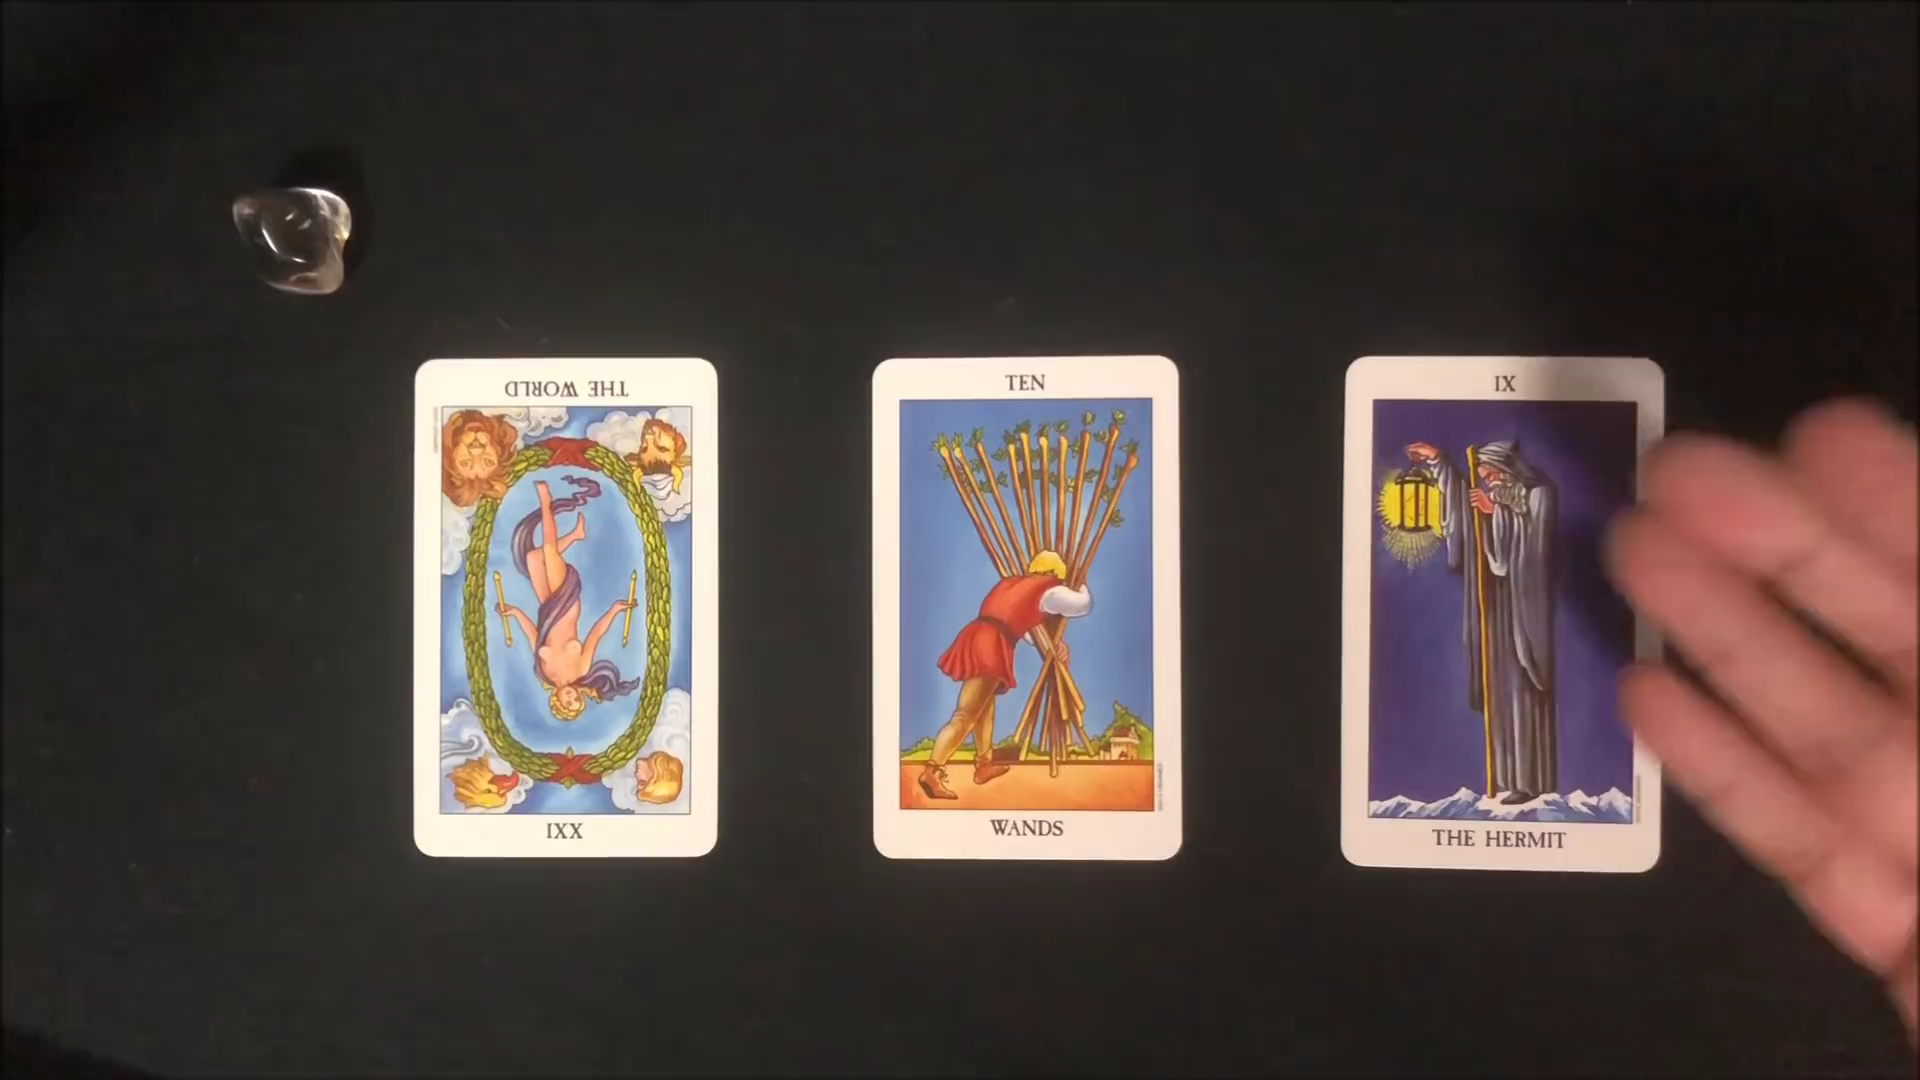 THE WORLD
XXI
TEN
WANDS
IX
THE HERMIT